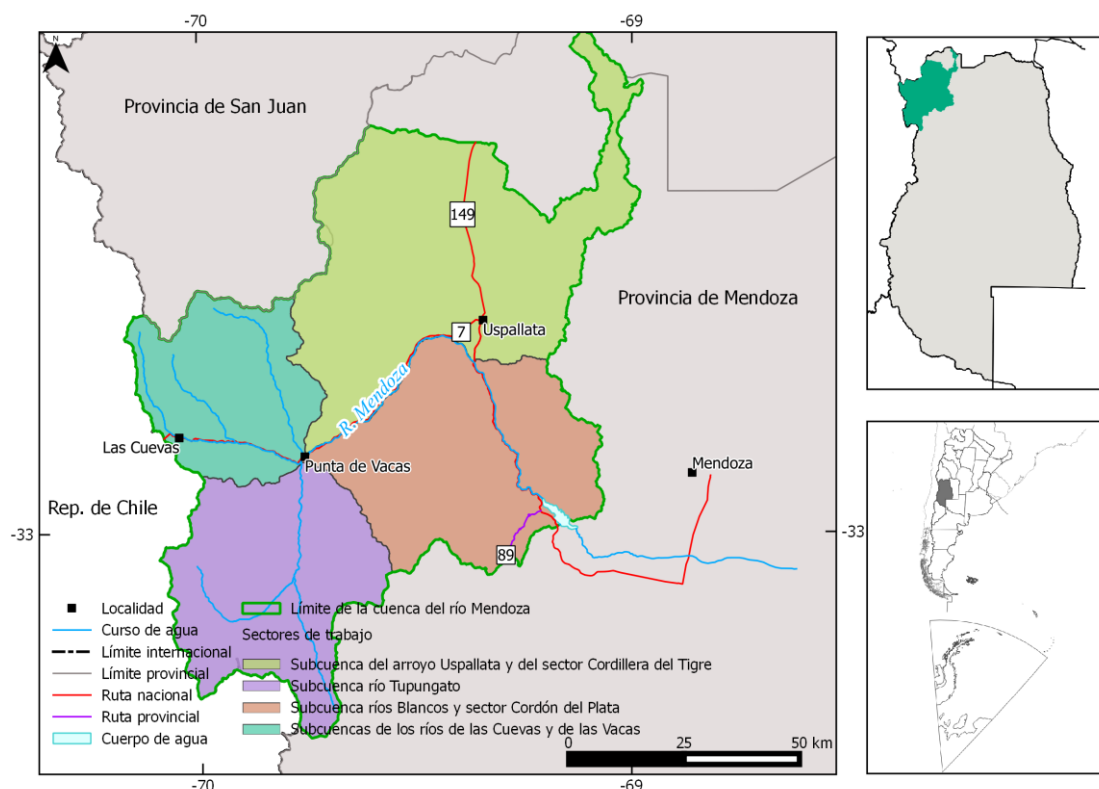 -70
-69
N
Provincia de San Juan
149
Provincia de Mendoza
7
Uspallata
R. Mendoza
Las Cuevas
Punta de Vacas
Mendoza
Rep. de Chile
-33
-33
89
Localidad
Curso de agua
Límite internacional
Límite provincial
Ruta nacional
Ruta provincial
Cuerpo de agua
Límite de la cuenca del río Mendoza
Sectores de trabajo
Subcuenca del arroyo Uspallata y del sector Cordillera del Tigre
Subcuenca río Tupungato
Subcuenca ríos Blancos y sector Cordón del Plata
Subcuencas de los ríos de las Cuevas y de las Vacas
0
25
50 km
-70
-69